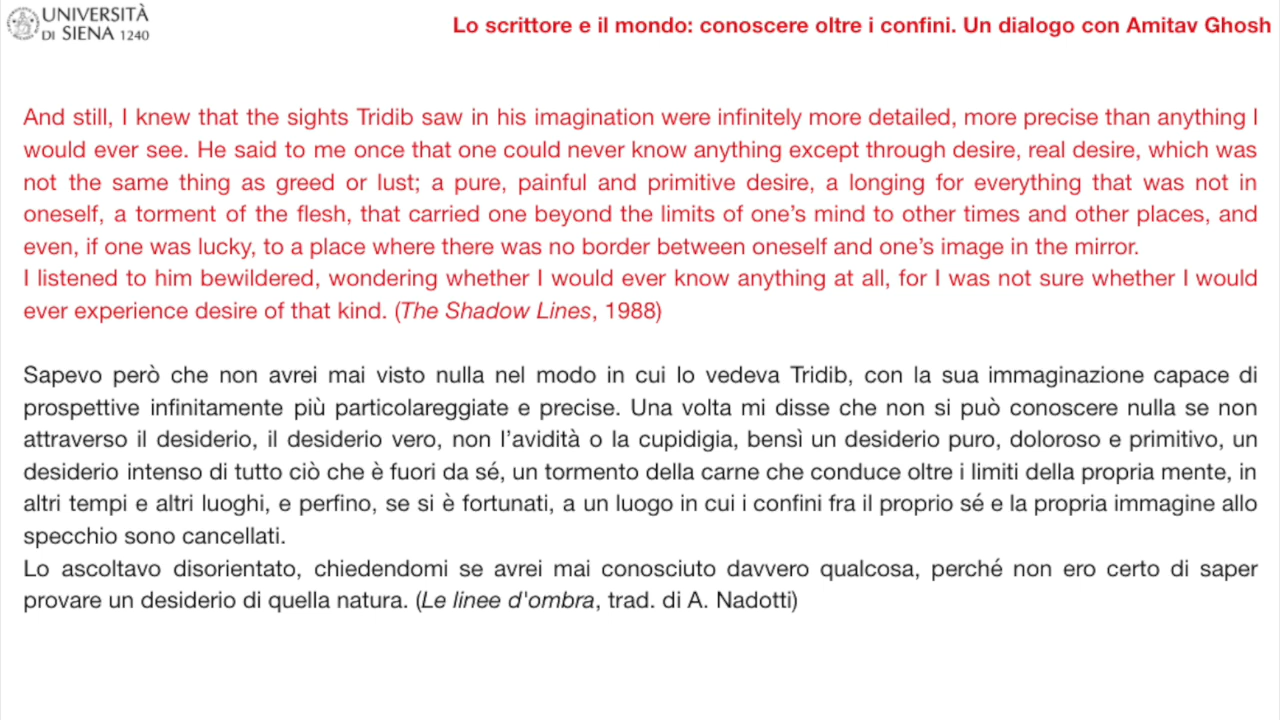 UNIVERSITÀ
DI SIENA 1240
Lo scrittore e il mondo: conoscere oltre i confini. Un dialogo con Amitav Ghosh
And still, I knew that the sights Tridib saw in his imagination were infinitely more detailed, more precise than anything I
would ever see. He said to me once that one could never know anything except through desire, real desire, which was
not the same thing as greed or lust; a pure, painful and primitive desire, a longing for everything that was not in
oneself, a torment of the flesh, that carried one beyond the limits of one’s mind to other times and other places, and
even, if one was lucky, to a place where there was no border between oneself and one’s image in the mirror.
I listened to him bewildered, wondering whether I would ever know anything at all, for I was not sure whether I would
ever experience desire of that kind. (The Shadow Lines, 1988)
Sapevo però che non avrei mai visto nulla nel modo in cui lo vedeva Tridib, con la sua immaginazione capace di
prospettive infinitamente più particolareggiate e precise. Una volta mi disse che non si può conoscere nulla se non
attraverso il desiderio, il desiderio vero, non l’avidità o la cupidigia, bensì un desiderio puro, doloroso e primitivo, un
desiderio intenso di tutto ciò che è fuori da sé, un tormento della carne che conduce oltre i limiti della propria mente, in
altri tempi e altri luoghi, e perfino, se si è fortunati, a un luogo in cui i confini fra il proprio sé e la propria immagine allo
specchio sono cancellati.
Lo ascoltavo disorientato, chiedendomi se avrei mai conosciuto davvero qualcosa, perché non ero certo di saper
provare un desiderio di quella natura. (Le linee d'ombra, trad. di A. Nadotti)